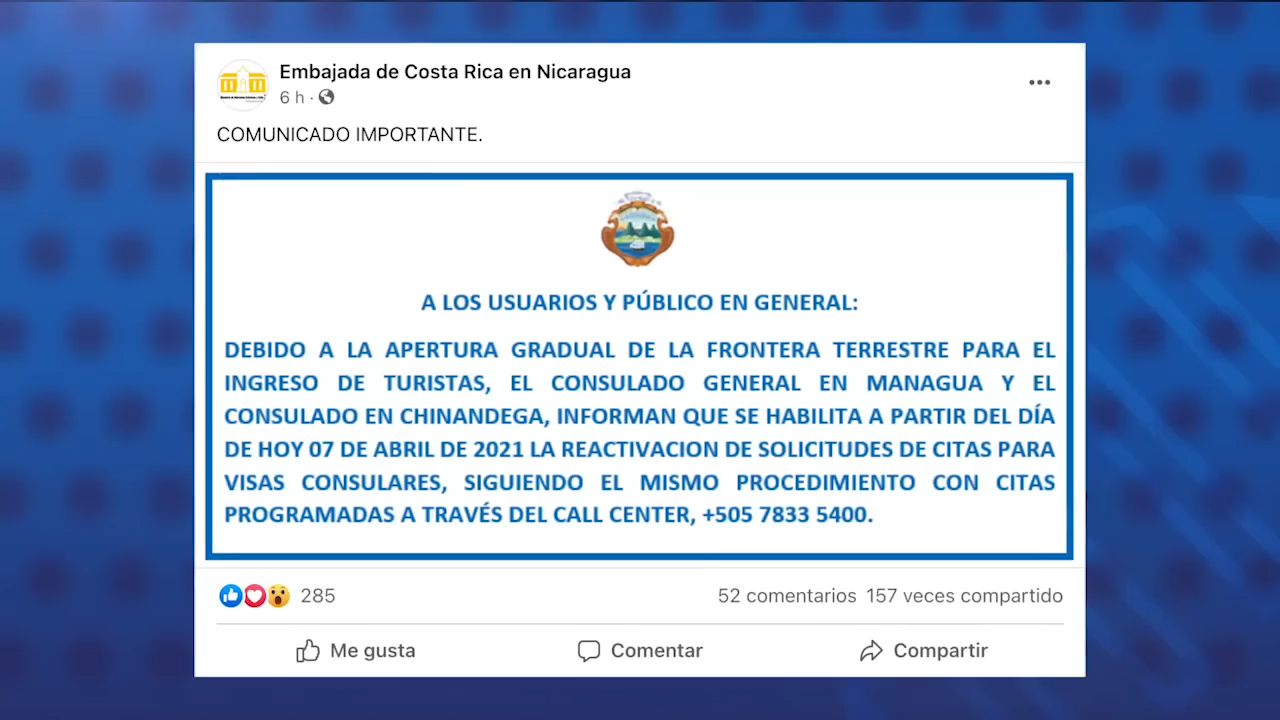 Embajada de Costa Rica en Nicaragua
6 h ·
COMUNICADO IMPORTANTE.
A LOS USUARIOS Y PÚBLICO EN GENERAL:
DEBIDO A LA APERTURA GRADUAL DE LA FRONTERA TERRESTRE PARA EL
INGRESO DE TURISTAS, EL CONSULADO GENERAL EN MANAGUA Y EL
CONSULADO EN CHINANDEGA, INFORMAN QUE SE HABILITA A PARTIR DEL DÍA
DE HOY 07 DE ABRIL DE 2021 LA REACTIVACION DE SOLICITUDES DE CITAS PARA
VISAS CONSULARES, SIGUIENDO EL MISMO PROCEDIMIENTO CON CITAS
PROGRAMADAS A TRAVÉS DEL CALL CENTER, +505 7833 5400.
285
52 comentarios 157 veces compartido
Me gusta Comentar Compartir